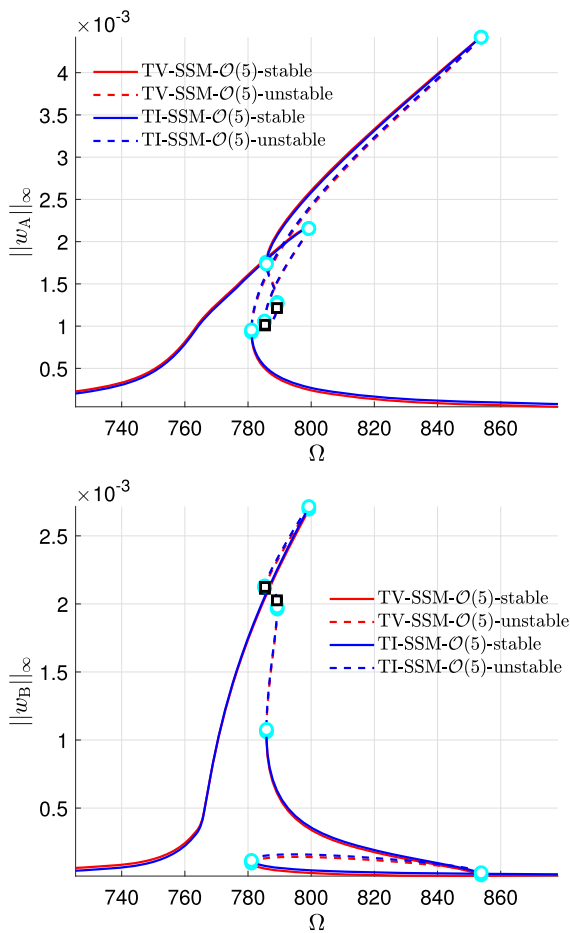 ×10⁻³
4
3.5
3
2.5
2
1.5
1
0.5
||w_A||_∞
TV-SSM-𝒪(5)-stable
TV-SSM-𝒪(5)-unstable
TI-SSM-𝒪(5)-stable
TI-SSM-𝒪(5)-unstable
740 760 780 800 820 840 860
Ω
×10⁻³
2.5
2
1.5
1
0.5
||w_B||_∞
TV-SSM-𝒪(5)-stable
TV-SSM-𝒪(5)-unstable
TI-SSM-𝒪(5)-stable
TI-SSM-𝒪(5)-unstable
740 760 780 800 820 840 860
Ω